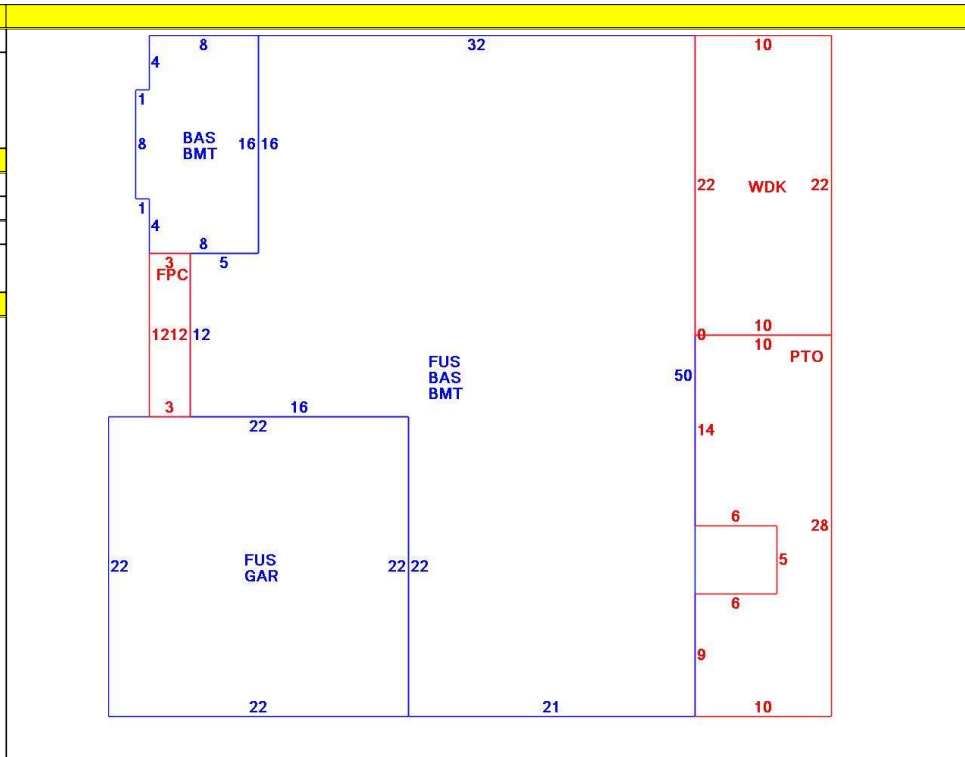 8 32 10
4
1
8 BAS 16 16
BMT
22 WDK 22
1
4
8
3 5
FPC
1212 12 0 10
10 PTO
FUS
BAS
BMT
50
3 16
22 14
6
28
FUS 5
GAR
22 22 22
6
9
22 21 10